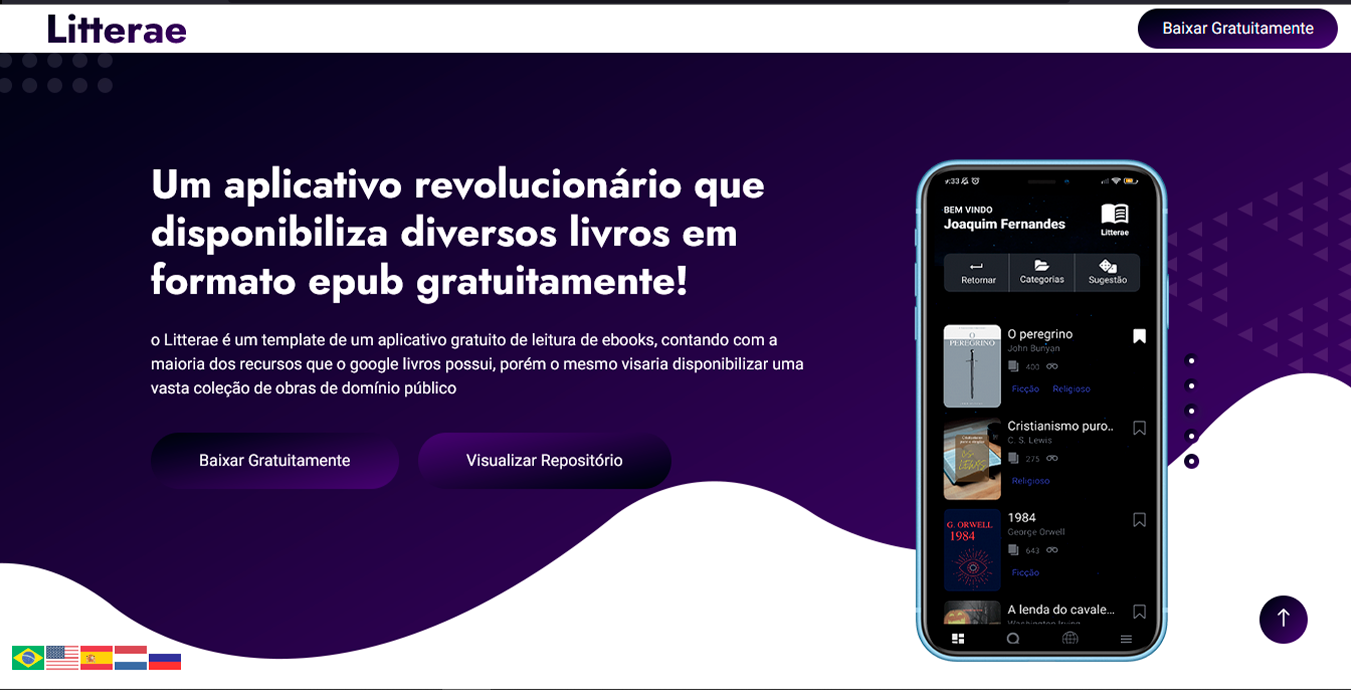 Litterae
Baixar Gratuitamente
Um aplicativo revolucionário que
disponibiliza diversos livros em
formato epub gratuitamente!
o Litterae é um template de um aplicativo gratuito de leitura de ebooks, contando com a
maioria dos recursos que o google livros possui, porém o mesmo visaria disponibilizar uma
vasta coleção de obras de domínio público
Baixar Gratuitamente
Visualizar Repositório
BEM VINDO
Joaquim Fernandes
Litterae
Retornar
Categorias
Sugestão
O
PEREGRINO
O peregrino
John Bunyan
400
Ficção
Religioso
Cristianismo puro..
C. S. Lewis
275
Religioso
G. ORWELL
1984
1984
George Orwell
643
Ficção
A lenda do cavale...
Washington Irving